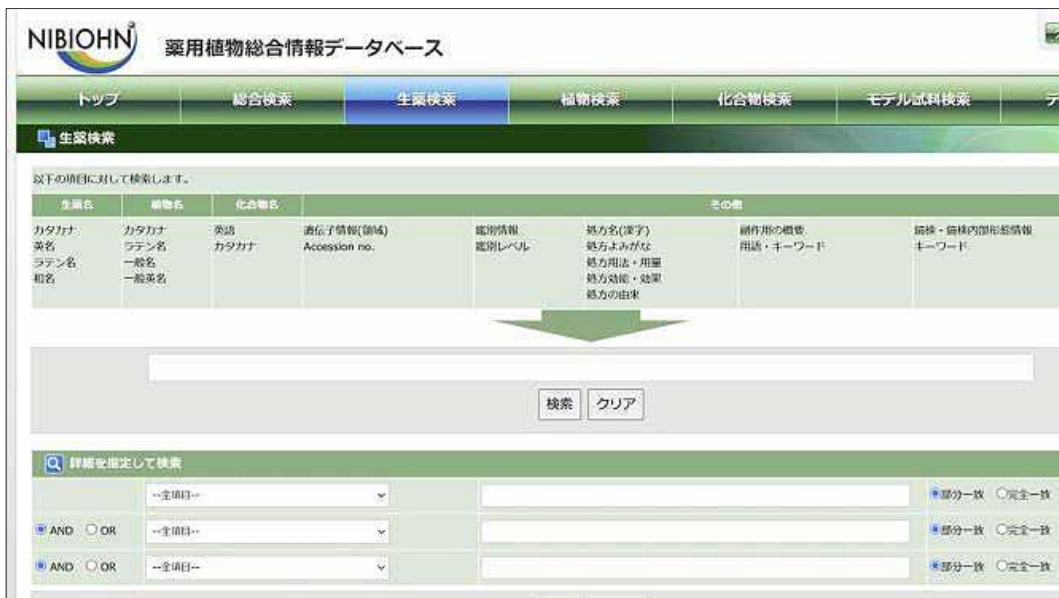 NIBIOHN 薬用植物総合情報データベース
トップ 総合検索 生薬検索 植物検索 化合物検索 モデル試料検索 デ
生薬検索
以下の項目に対して検索します。
生薬名 植物名 化合物名 その他
カタカナ カタカナ 英語 遺伝子情報(領域) 鑑別情報 処方名(漢字) 副作用の概要 鏡検・鏡検内部形態情報
英名 ラテン名 カタカナ Accession no. 鑑別レベル 処方よみがな 用語・キーワード キーワード
ラテン名 一般名 処方用法・用量
和名 一般英名 処方効能・効果
処方の由来
検索 クリア
詳細を指定して検索
--全項目-- 部分一致 完全一致
AND OR --全項目-- 部分一致 完全一致
AND OR --全項目-- 部分一致 完全一致